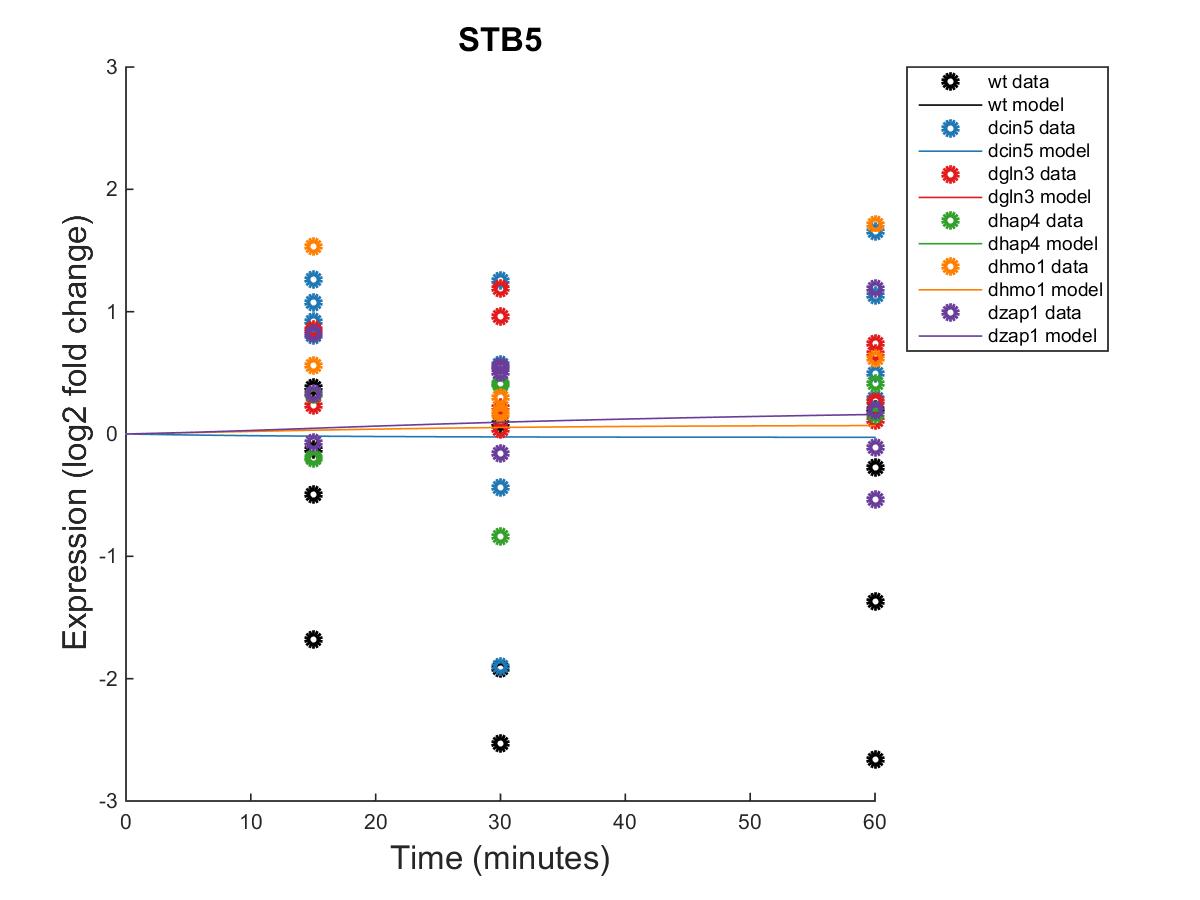 STB5
3
2
1
0
-1
-2
-3
Expression (log2 fold change)
0 10 20 30 40 50 60
Time (minutes)
wt data
wt model
dcin5 data
dcin5 model
dgln3 data
dgln3 model
dhap4 data
dhap4 model
dhmo1 data
dhmo1 model
dzap1 data
dzap1 model